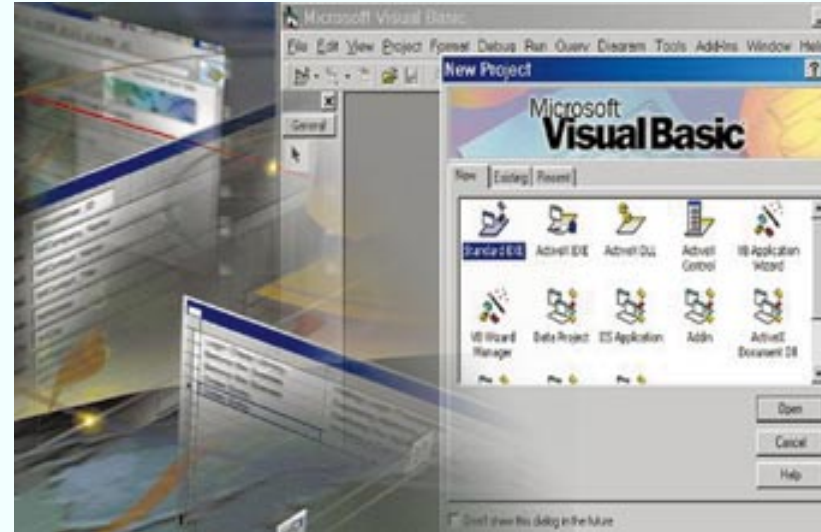 Microsoft Visual Basic
File Edit View Project Format Debug Run Query Diagram Tools Add-Ins Window Help
New Project
General
Microsoft
Visual Basic
New Existing Recent
Standard EXE ActiveX EXE ActiveX DLL ActiveX Control VB Application Wizard
VB Wizard Manager Data Project IIS Application Addin ActiveX Document Dll
Open
Cancel
Help
Don't show this dialog in the future